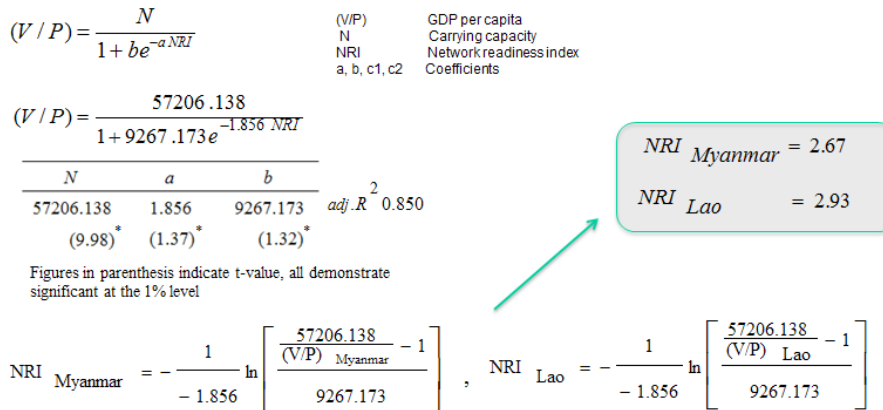 (V / P) = N / (1 + be^{-a NRI})
(V/P) GDP per capita
N Carrying capacity
NRI Network readiness index
a, b, c1, c2 Coefficients
(V / P) = 57206 .138 / (1 + 9267 .173e^{-1.856 NRI})
N a b
57206.138 1.856 9267.173 adj.R^2 0.850
(9.98)* (1.37)* (1.32)*
Figures in parenthesis indicate t-value, all demonstrate
significant at the 1% level
NRI Myanmar = 2.67
NRI Lao = 2.93
NRI Myanmar = - 1 / (- 1.856) ln [ (57206.138 / (V/P) Myanmar - 1) / 9267.173 ] , NRI Lao = - 1 / (- 1.856) ln [ (57206.138 / (V/P) Lao - 1) / 9267.173 ]